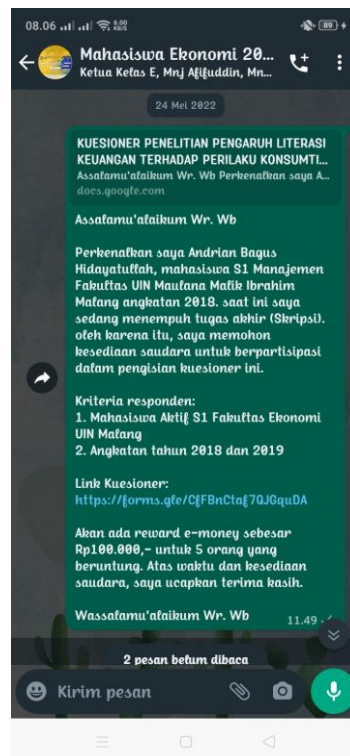 08.06
6,00
89
Mahasiswa Ekonomi 20...
Ketua Kelas E, Mnj Afifuddin, Mn...
24 Mei 2022
KUESIONER PENELITIAN PENGARUH LITERASI
KEUANGAN TERHADAP PERILAKU KONSUMTI...
Assalamu'alaikum Wr. Wb Perkenalkan saya A...
docs.google.com
Assalamu'alaikum Wr. Wb
Perkenalkan saya Andrian Bagus
Hidayatullah, mahasiswa S1 Manajemen
Fakultas UIN Maulana Malik Ibrahim
Malang angkatan 2018. saat ini saya
sedang menempuh tugas akhir (Skripsi).
oleh karena itu, saya memohon
kesediaan saudara untuk berpartisipasi
dalam pengisian kuesioner ini.
Kriteria responden:
1. Mahasiswa Aktif S1 Fakultas Ekonomi
UIN Malang
2. Angkatan tahun 2018 dan 2019
Link Kuesioner:
https://forms.gle/CfFBnCtaf7QJGquDA
Akan ada reward e-money sebesar
Rp100.000,- untuk 5 orang yang
beruntung. Atas waktu dan kesediaan
saudara, saya ucapkan terima kasih.
Wassalamu'alaikum Wr. Wb
11.49
2 pesan belum dibaca
Kirim pesan